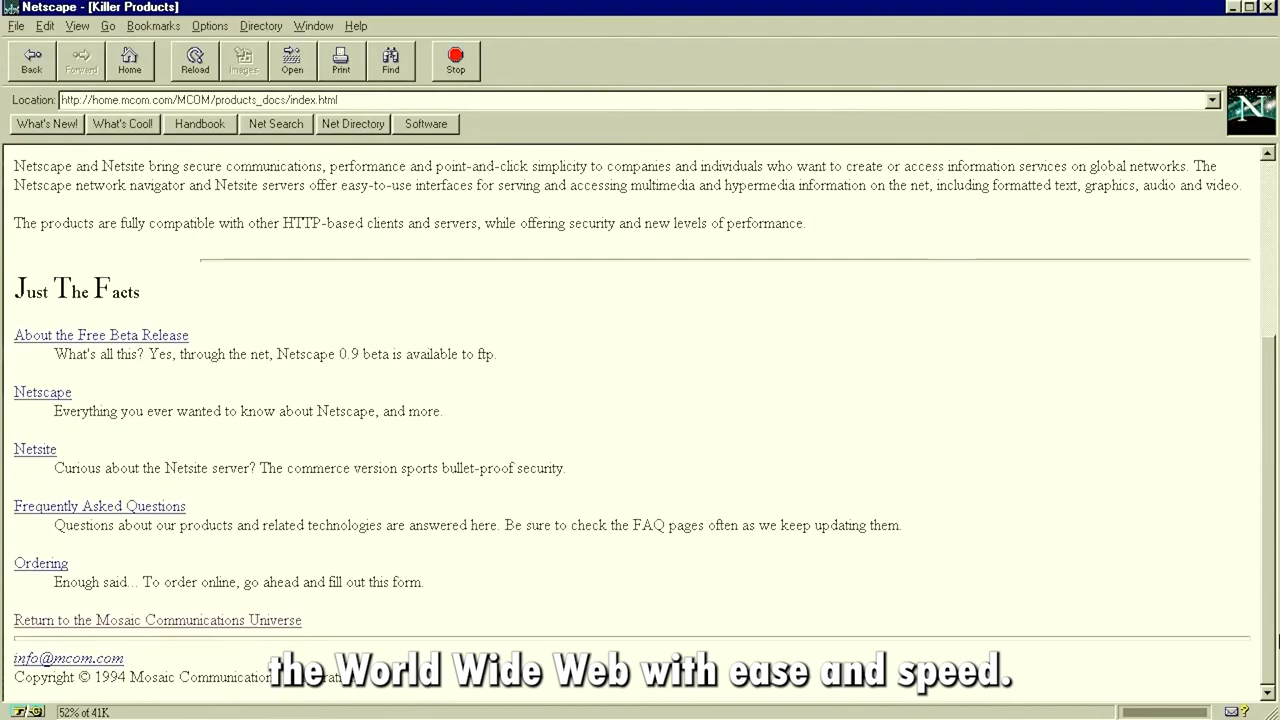 Netscape - [Killer Products]
File Edit View Go Bookmarks Options Directory Window Help
Back Forward Home Reload Images Open Print Find Stop
Location: http://home.mcom.com/MCOM/products_docs/index.html
N
What's New! What's Cool! Handbook Net Search Net Directory Software
Netscape and Netsite bring secure communications, performance and point-and-click simplicity to companies and individuals who want to create or access information services on global networks. The
Netscape network navigator and Netsite servers offer easy-to-use interfaces for serving and accessing multimedia and hypermedia information on the net, including formatted text, graphics, audio and video.
The products are fully compatible with other HTTP-based clients and servers, while offering security and new levels of performance.
Just The Facts
About the Free Beta Release
What's all this? Yes, through the net, Netscape 0.9 beta is available to ftp.
Netscape
Everything you ever wanted to know about Netscape, and more.
Netsite
Curious about the Netsite server? The commerce version sports bullet-proof security.
Frequently Asked Questions
Questions about our products and related technologies are answered here. Be sure to check the FAQ pages often as we keep updating them.
Ordering
Enough said... To order online, go ahead and fill out this form.
Return to the Mosaic Communications Universe
info@mcom.com
the World Wide Web with ease and speed.
Copyright © 1994 Mosaic Communications
52% of 41K